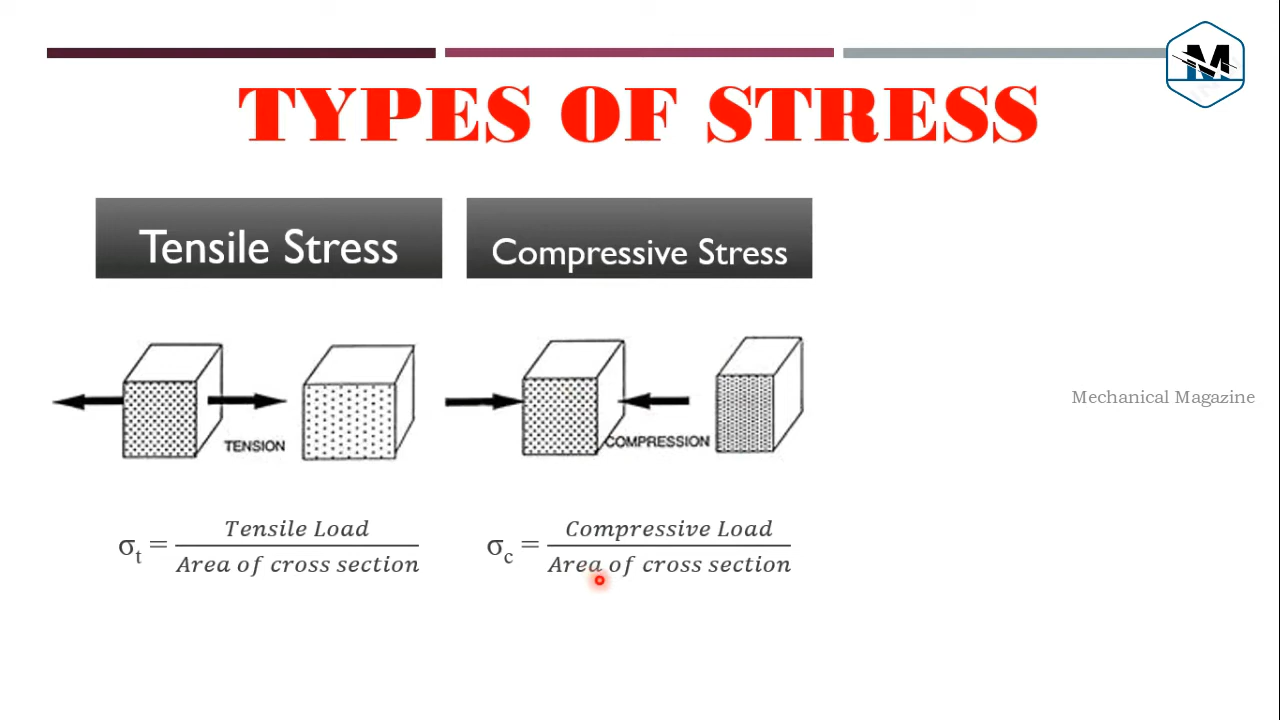 M
TYPES OF STRESS
Tensile Stress
Compressive Stress
TENSION
COMPRESSION
Mechanical Magazine
σt = Tensile Load / Area of cross section
σc = Compressive Load / Area of cross section